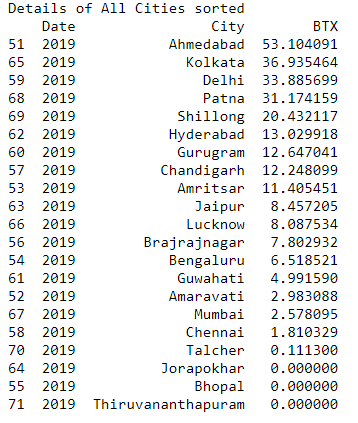 Details of All Cities sorted
Date City BTX
51 2019 Ahmedabad 53.104091
65 2019 Kolkata 36.935464
59 2019 Delhi 33.885699
68 2019 Patna 31.174159
69 2019 Shillong 20.432117
62 2019 Hyderabad 13.029918
60 2019 Gurugram 12.647041
57 2019 Chandigarh 12.248099
53 2019 Amritsar 11.405451
63 2019 Jaipur 8.457205
66 2019 Lucknow 8.087534
56 2019 Brajrajnagar 7.802932
54 2019 Bengaluru 6.518521
61 2019 Guwahati 4.991590
52 2019 Amaravati 2.983088
67 2019 Mumbai 2.578095
58 2019 Chennai 1.810329
70 2019 Talcher 0.111300
64 2019 Jorapokhar 0.000000
55 2019 Bhopal 0.000000
71 2019 Thiruvananthapuram 0.000000